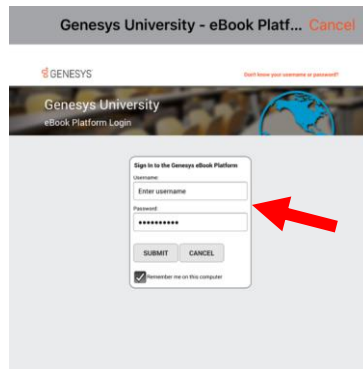 Genesys University - eBook Platf... Cancel
GENESYS
Don't know your username or password?
Genesys University
eBook Platform Login
Sign In to the Genesys eBook Platform
Username:
Enter username
Password:
••••••••••
SUBMIT CANCEL
Remember me on this computer